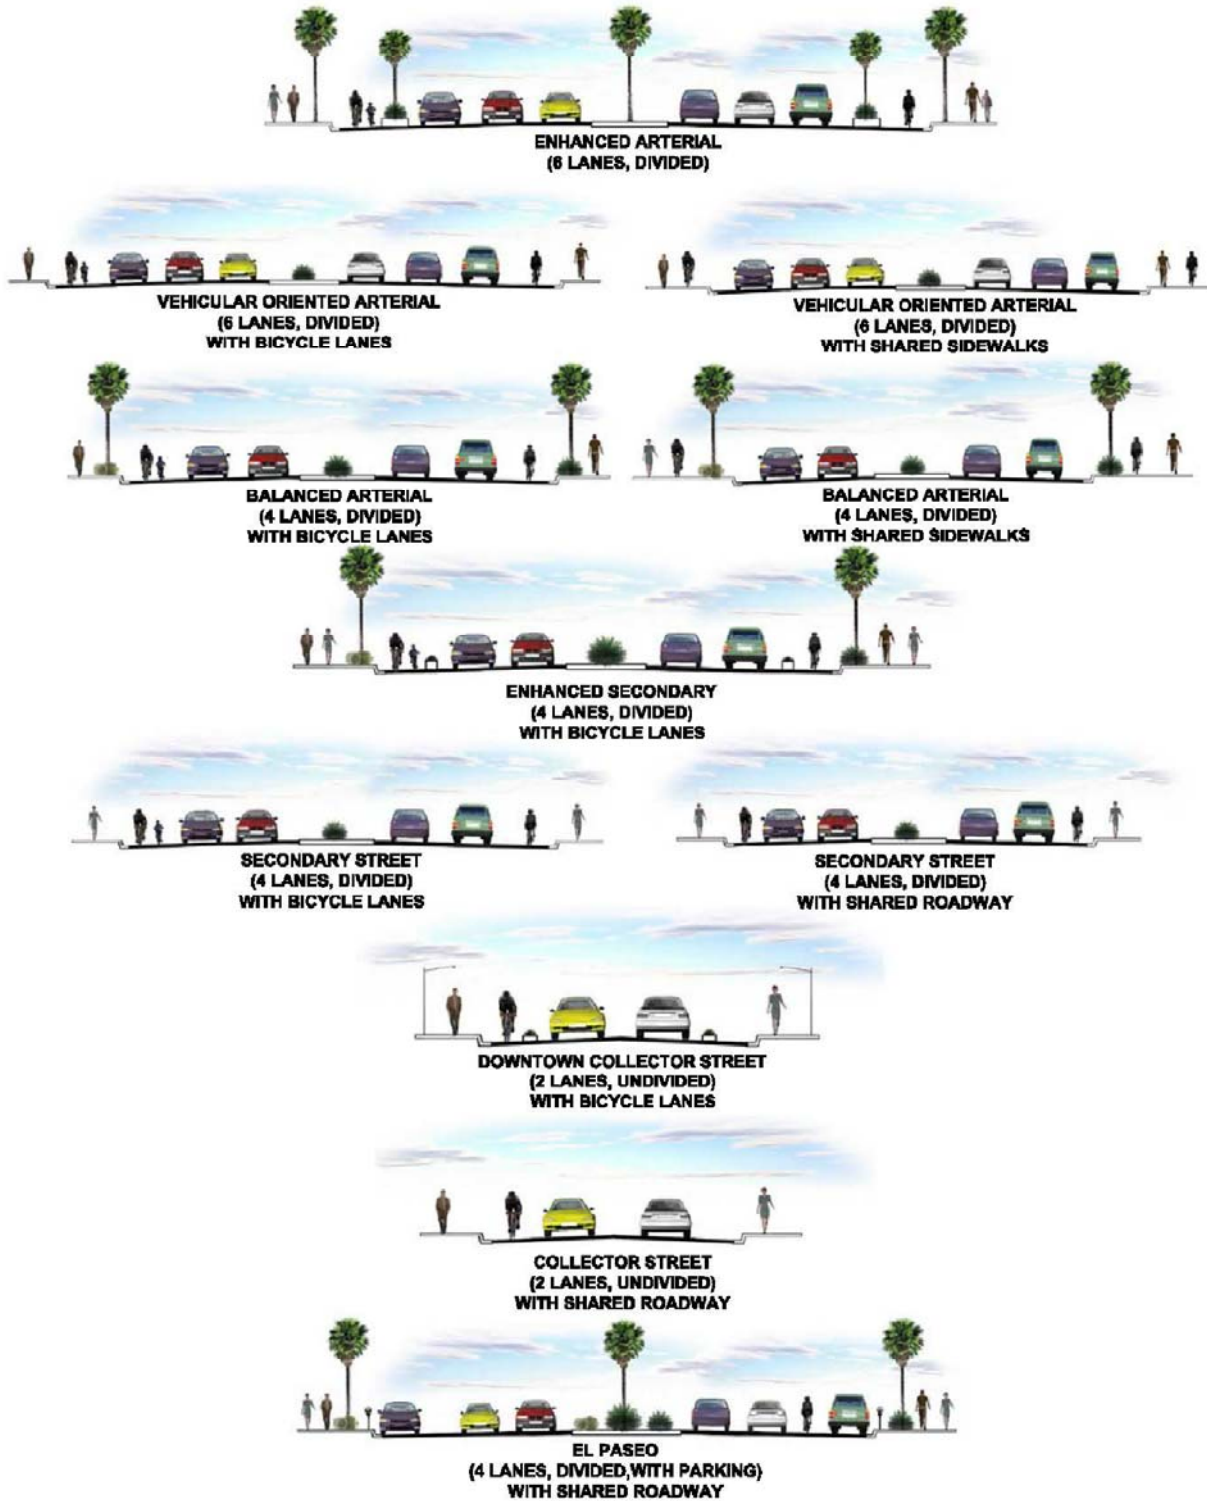 ENHANCED ARTERIAL
(6 LANES, DIVIDED)
VEHICULAR ORIENTED ARTERIAL
(6 LANES, DIVIDED)
WITH BICYCLE LANES
VEHICULAR ORIENTED ARTERIAL
(6 LANES, DIVIDED)
WITH SHARED SIDEWALKS
BALANCED ARTERIAL
(4 LANES, DIVIDED)
WITH BICYCLE LANES
BALANCED ARTERIAL
(4 LANES, DIVIDED)
WITH SHARED SIDEWALKS
ENHANCED SECONDARY
(4 LANES, DIVIDED)
WITH BICYCLE LANES
SECONDARY STREET
(4 LANES, DIVIDED)
WITH BICYCLE LANES
SECONDARY STREET
(4 LANES, DIVIDED)
WITH SHARED ROADWAY
DOWNTOWN COLLECTOR STREET
(2 LANES, UNDIVIDED)
WITH BICYCLE LANES
COLLECTOR STREET
(2 LANES, UNDIVIDED)
WITH SHARED ROADWAY
EL PASEO
(4 LANES, DIVIDED,WITH PARKING)
WITH SHARED ROADWAY